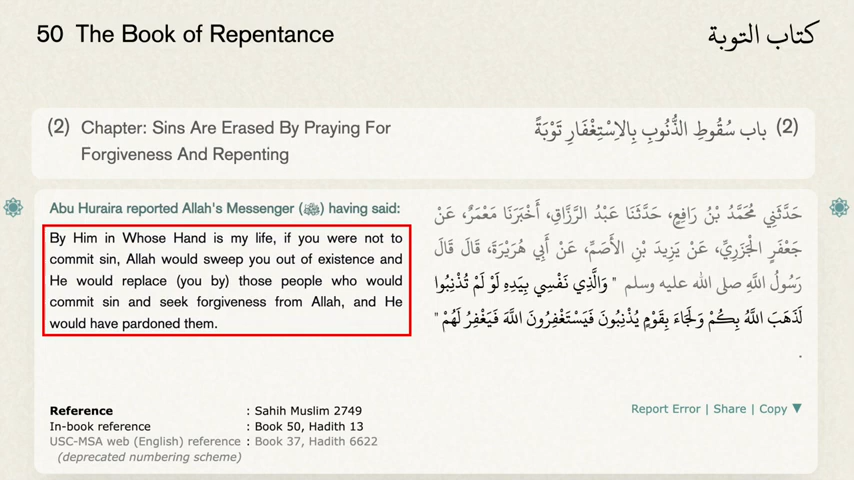 50 The Book of Repentance
كتاب التوبة
(2) Chapter: Sins Are Erased By Praying For
Forgiveness And Repenting
(2) باب سُقُوطِ الذُّنُوبِ بِالاِسْتِغْفَارِ تَوْبَةً
Abu Huraira reported Allah's Messenger (ﷺ) having said:
By Him in Whose Hand is my life, if you were not to
commit sin, Allah would sweep you out of existence and
He would replace (you by) those people who would
commit sin and seek forgiveness from Allah, and He
would have pardoned them.
حَدَّثَنِي مُحَمَّدُ بْنُ رَافِعٍ، حَدَّثَنَا عَبْدُ الرَّزَّاقِ، أَخْبَرَنَا مَعْمَرٌ، عَنْ
جَعْفَرٍ الْجَزَرِيِّ، عَنْ يَزِيدَ بْنِ الأَصَمِّ، عَنْ أَبِي هُرَيْرَةَ، قَالَ قَالَ
رَسُولُ اللَّهِ صلى الله عليه وسلم " وَالَّذِي نَفْسِي بِيَدِهِ لَوْ لَمْ تُذْنِبُوا
لَذَهَبَ اللَّهُ بِكُمْ وَلَجَاءَ بِقَوْمٍ يُذْنِبُونَ فَيَسْتَغْفِرُونَ اللَّهَ فَيَغْفِرُ لَهُمْ "
.
Reference : Sahih Muslim 2749
In-book reference : Book 50, Hadith 13
USC-MSA web (English) reference : Book 37, Hadith 6622
(deprecated numbering scheme)
Report Error | Share | Copy ▼